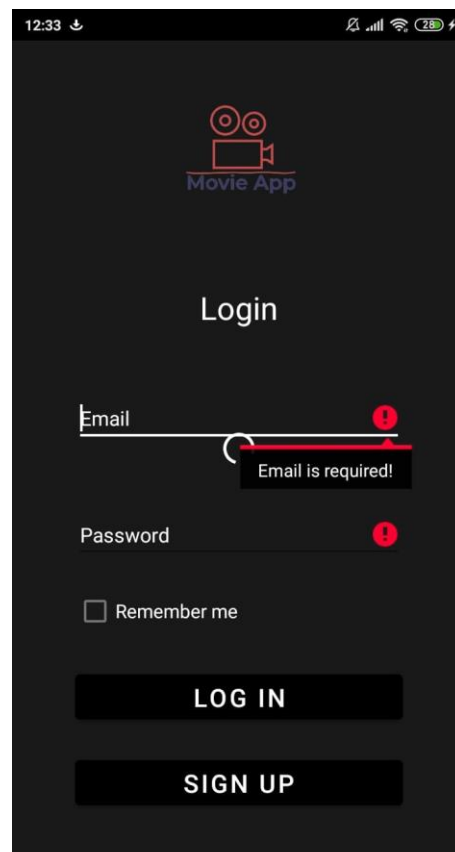 12:33
28
Movie App
Login
Email
Email is required!
Password
Remember me
LOG IN
SIGN UP